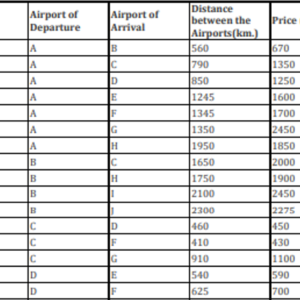 Airport of Departure Airport of Arrival Distance between the Airports(km.) Price
A B 560 670
A C 790 1350
A D 850 1250
A E 1245 1600
A F 1345 1700
A G 1350 2450
A H 1950 1850
B C 1650 2000
B H 1750 1900
B I 2100 2450
B J 2300 2275
C D 460 450
C F 410 430
C G 910 1100
D E 540 590
D F 625 700